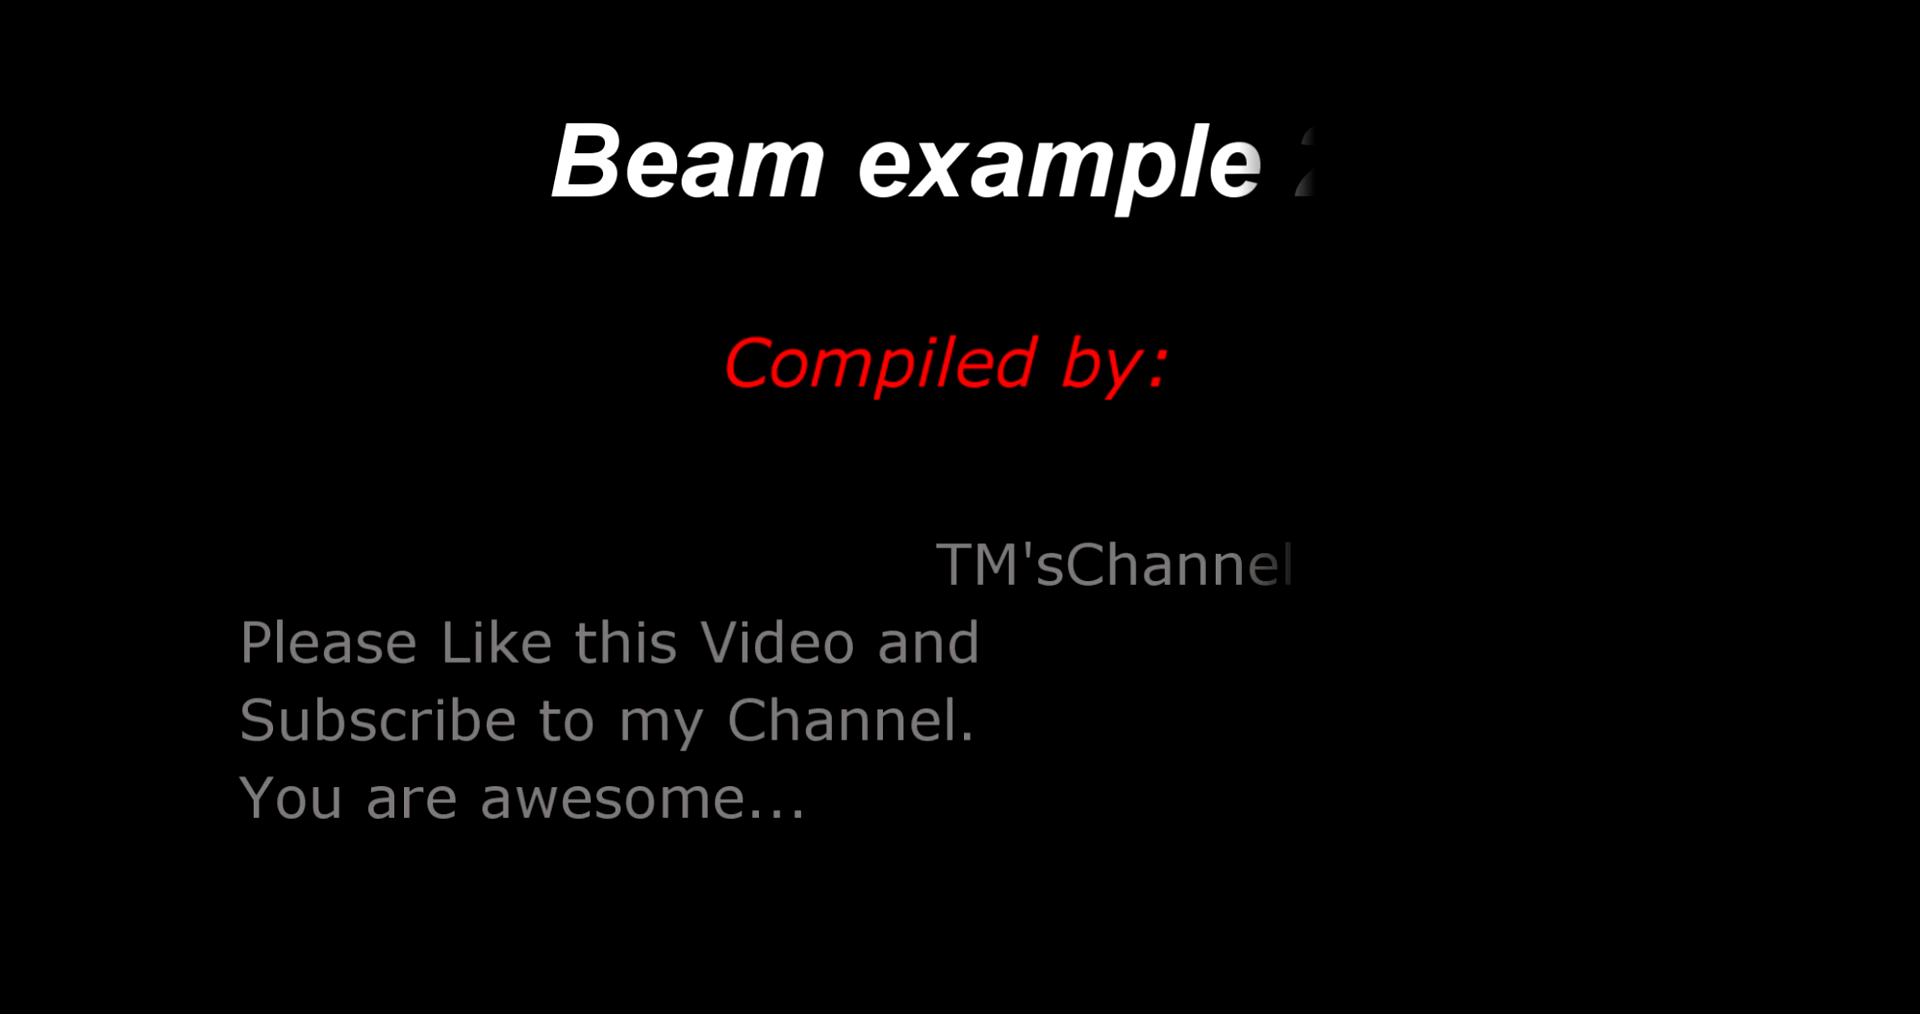 Beam example
Compiled by:
TM'sChannel
Please Like this Video and
Subscribe to my Channel.
You are awesome...